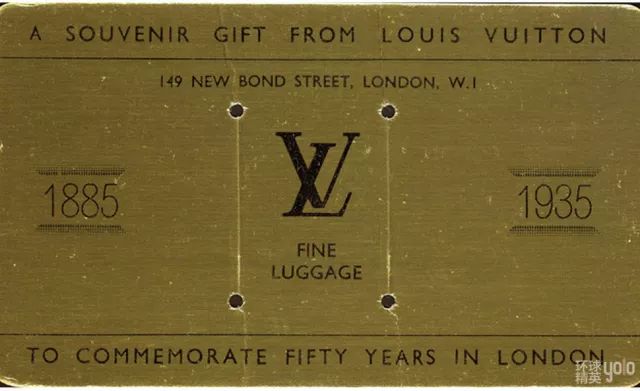 A SOUVENIR GIFT FROM LOUIS VUITTON
149 NEW BOND STREET, LONDON, W.1
LV
1885
1935
FINE
LUGGAGE
TO COMMEMORATE FIFTY YEARS IN LONDON
环球
精英 yolo